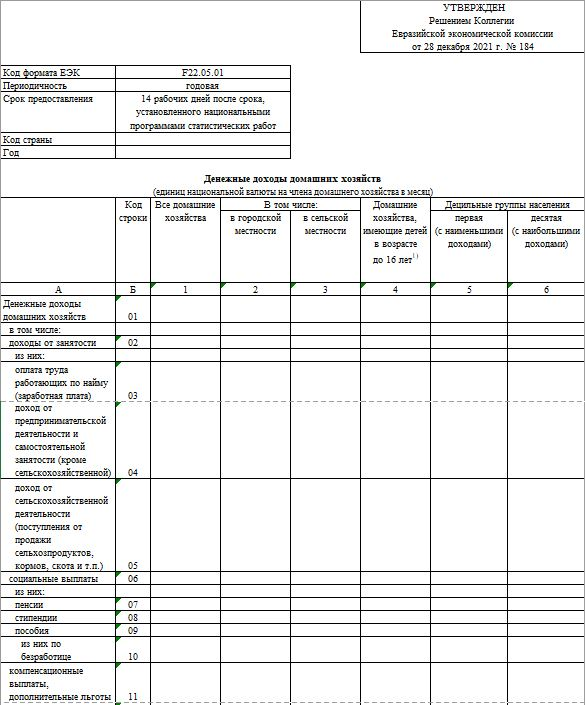 УТВЕРЖДЕН
Решением Коллегии
Евразийской экономической комиссии
от 28 декабря 2021 г. № 184
Код формата ЕЭК F22.05.01
Периодичность годовая
Срок предоставления 14 рабочих дней после срока,
установленного национальными
программами статистических работ
Код страны
Год
Денежные доходы домашних хозяйств
(единиц национальной валюты на члена домашнего хозяйства в месяц)
Код
строки
Все домашние
хозяйства
В том числе:
в городской
местности
в сельской
местности
Домашние
хозяйства,
имеющие детей
в возрасте
до 16 лет1)
Децильные группы населения
первая
(с наименьшими
доходами)
десятая
(с наибольшими
доходами)
А Б 1 2 3 4 5 6
Денежные доходы
домашних хозяйств 01
в том числе:
доходы от занятости 02
из них:
оплата труда
работающих по найму
(заработная плата) 03
доход от
предпринимательской
деятельности и
самостоятельной
занятости (кроме
сельскохозяйственной) 04
доход от
сельскохозяйственной
деятельности
(поступления от
продажи
сельхозпродуктов,
кормов, скота и т.п.) 05
социальные выплаты 06
из них:
пенсии 07
стипендии 08
пособия 09
из них по
безработице 10
компенсационные
выплаты,
дополнительные льготы 11